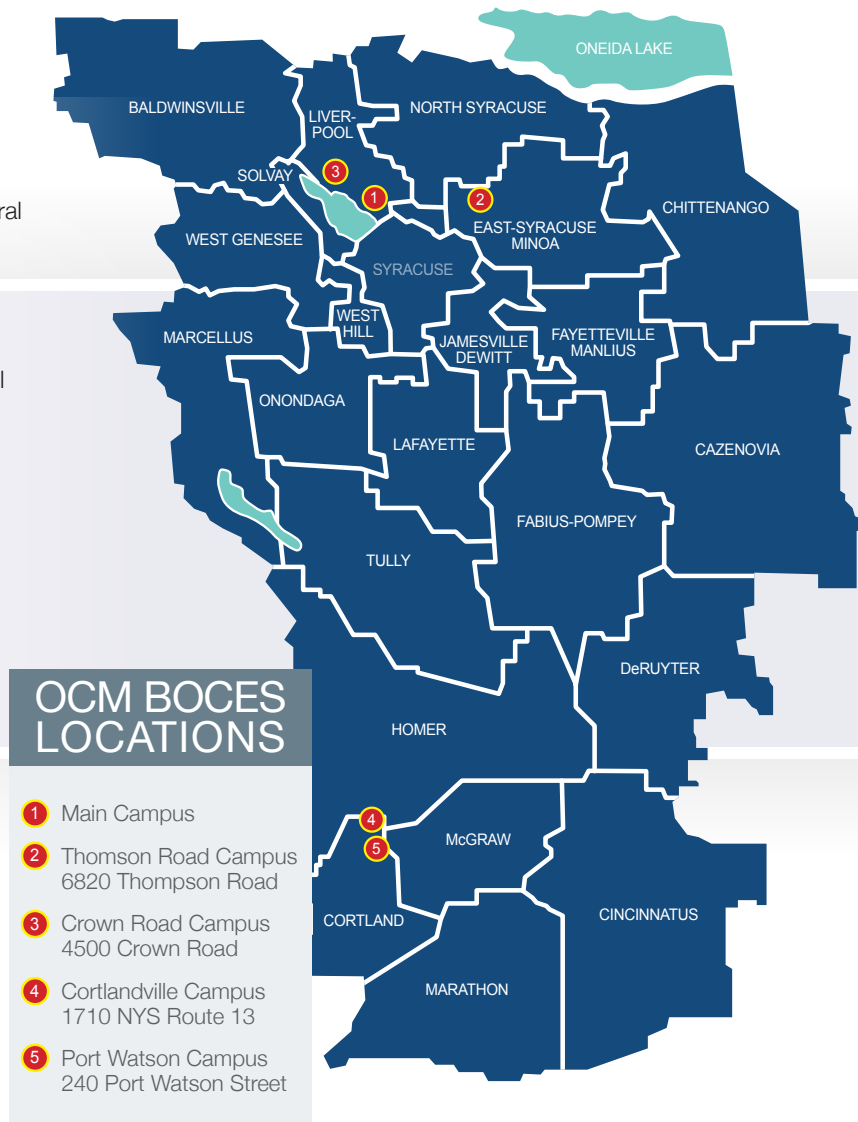 ONEIDA LAKE
BALDWINSVILLE
LIVER-
POOL
NORTH SYRACUSE
SOLVAY
3
1
2
CHITTENANGO
ral
WEST GENESEE
EAST-SYRACUSE
MINOA
SYRACUSE
WEST
HILL
MARCELLUS
JAMESVILLE
DEWITT
FAYETTEVILLE
MANLIUS
l
ONONDAGA
LAFAYETTE
CAZENOVIA
FABIUS-POMPEY
TULLY
DeRUYTER
HOMER
4
5
McGRAW
CORTLAND
CINCINNATUS
MARATHON
OCM BOCES
LOCATIONS
1 Main Campus
2 Thomson Road Campus
6820 Thompson Road
3 Crown Road Campus
4500 Crown Road
4 Cortlandville Campus
1710 NYS Route 13
5 Port Watson Campus
240 Port Watson Street